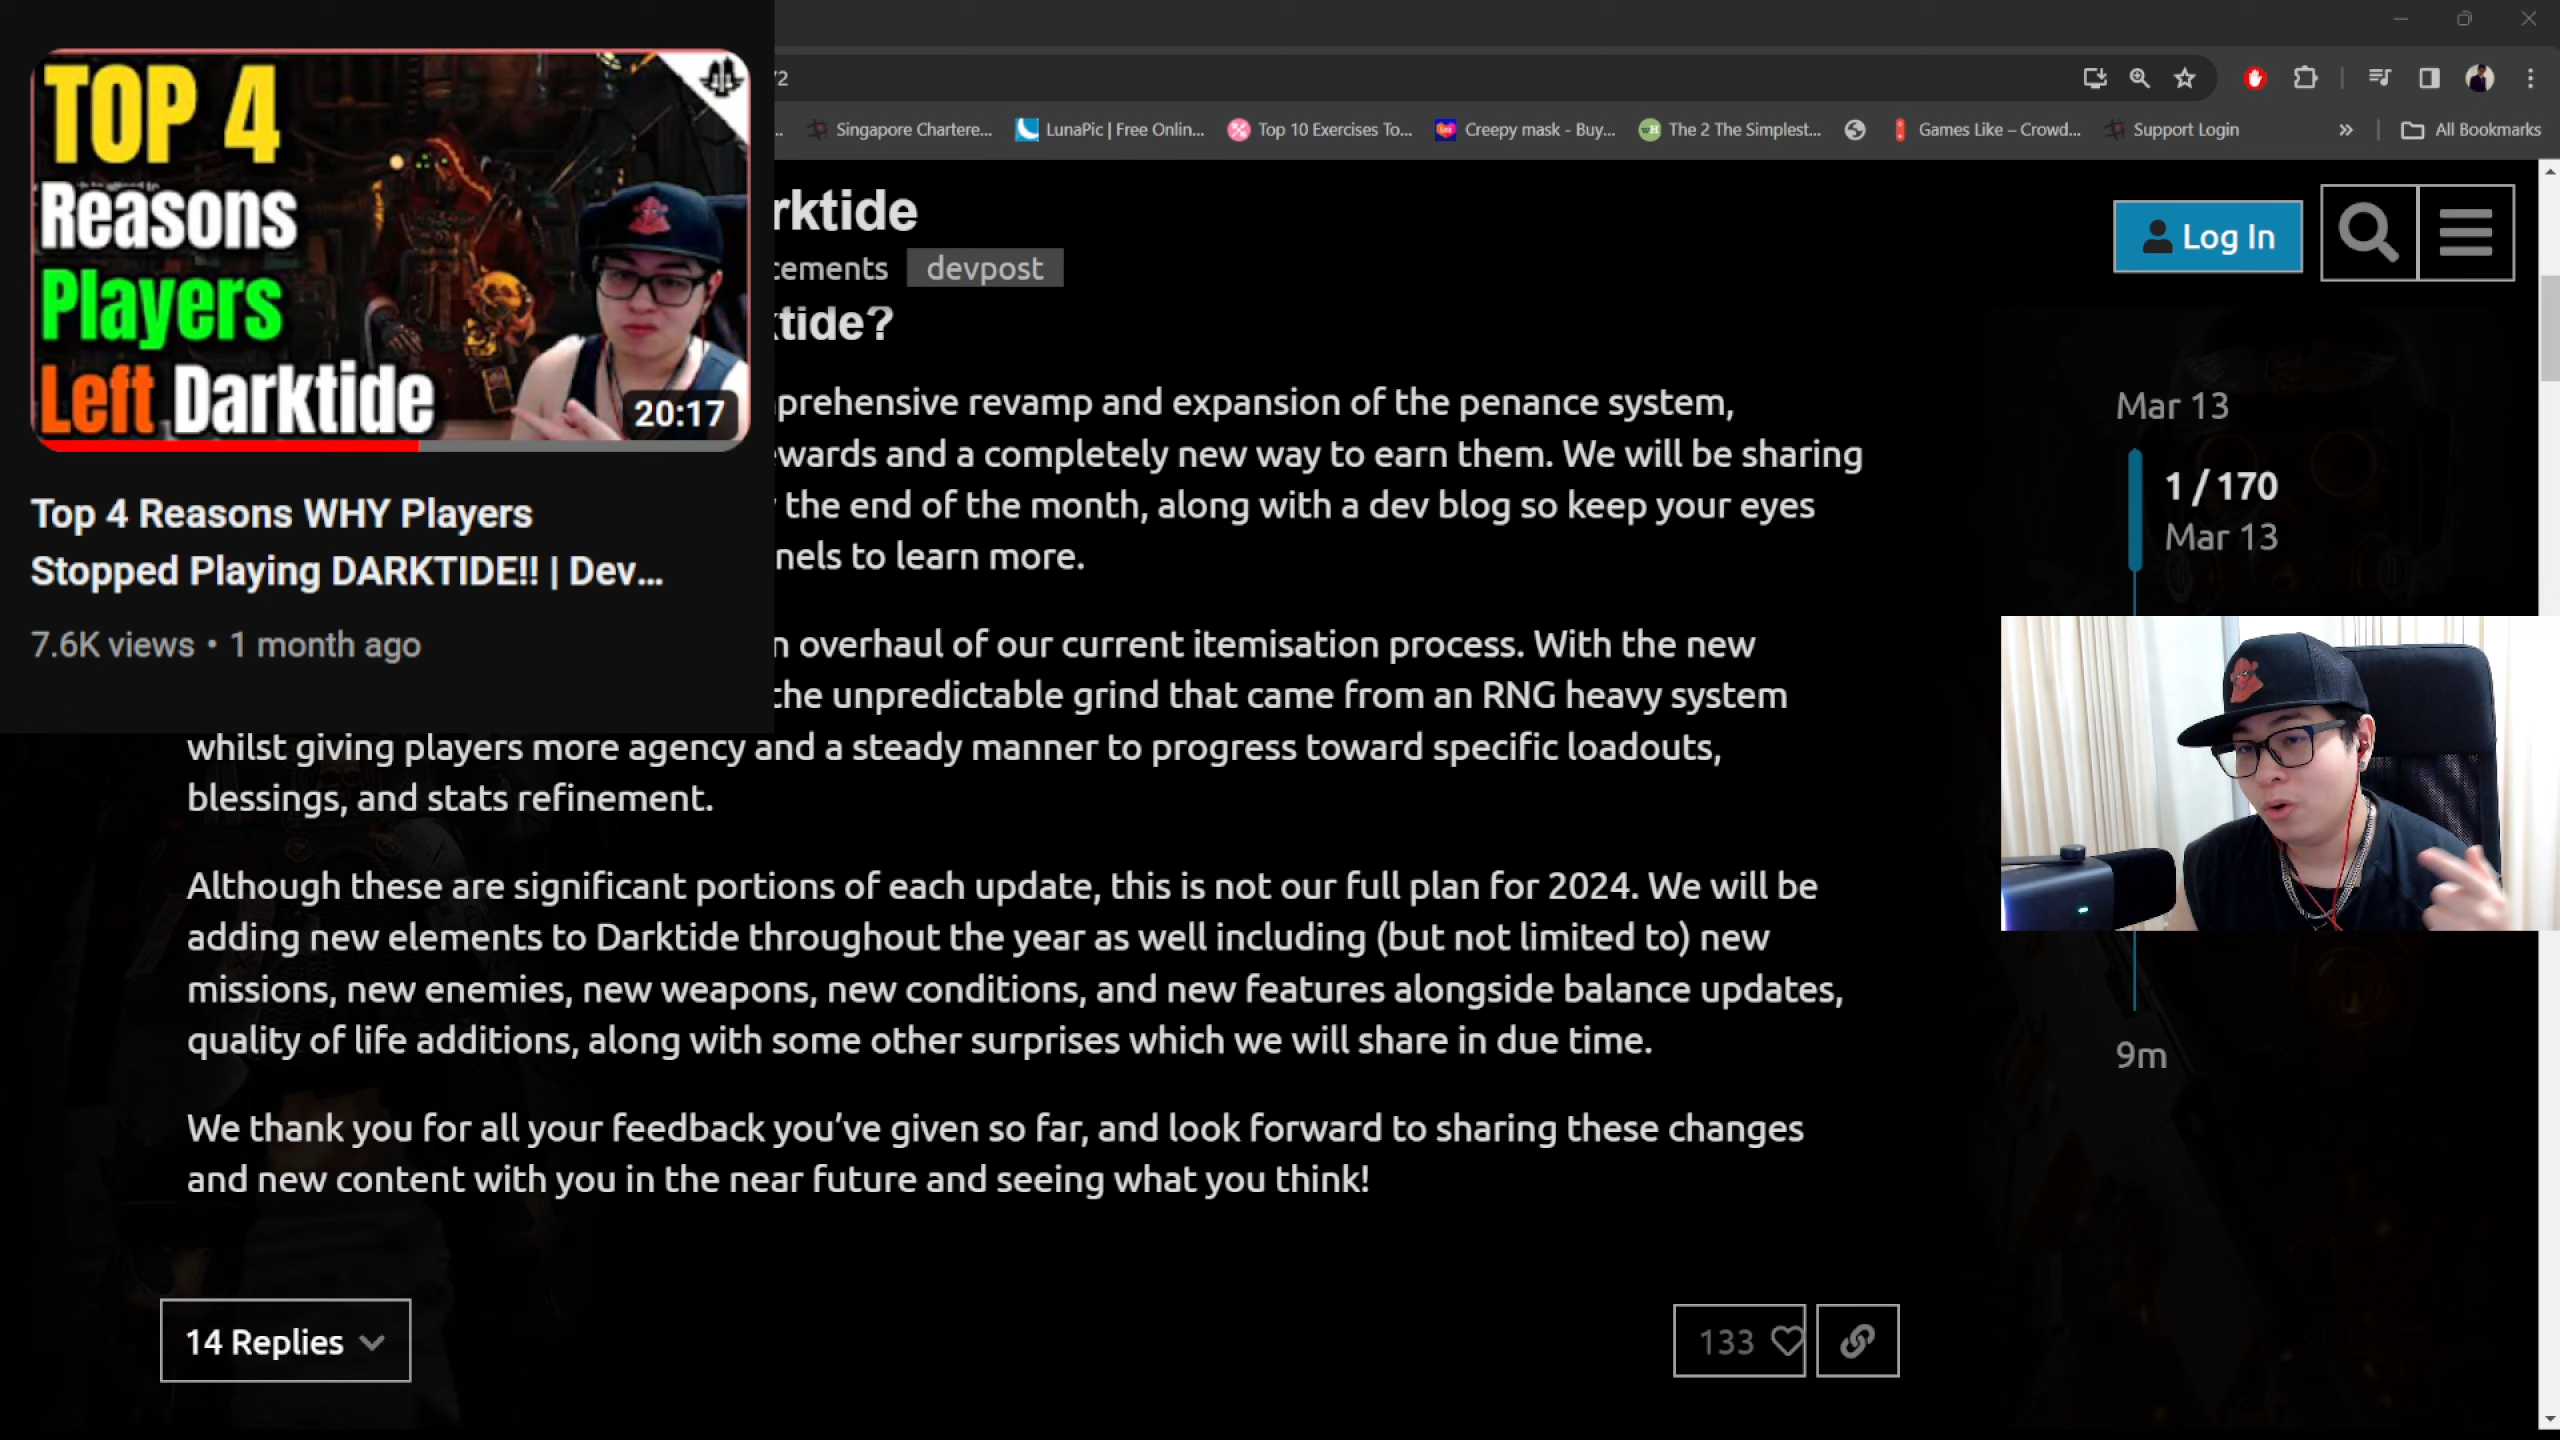 TOP 4
Reasons
Players
Left Darktide
20:17
Top 4 Reasons WHY Players
Stopped Playing DARKTIDE!! | Dev...
7.6K views • 1 month ago
/2
Singapore Chartere...
LunaPic | Free Onlin...
Top 10 Exercises To...
Creepy mask - Buy...
The 2 The Simplest...
Games Like – Crowd...
Support Login
»
All Bookmarks
rktide
cements devpost
Log In
tide?
prehensive revamp and expansion of the penance system,
wards and a completely new way to earn them. We will be sharing
the end of the month, along with a dev blog so keep your eyes
nels to learn more.
n overhaul of our current itemisation process. With the new
the unpredictable grind that came from an RNG heavy system
whilst giving players more agency and a steady manner to progress toward specific loadouts,
blessings, and stats refinement.
Although these are significant portions of each update, this is not our full plan for 2024. We will be
adding new elements to Darktide throughout the year as well including (but not limited to) new
missions, new enemies, new weapons, new conditions, and new features alongside balance updates,
quality of life additions, along with some other surprises which we will share in due time.
We thank you for all your feedback you've given so far, and look forward to sharing these changes
and new content with you in the near future and seeing what you think!
Mar 13
1 / 170
Mar 13
9m
14 Replies
133